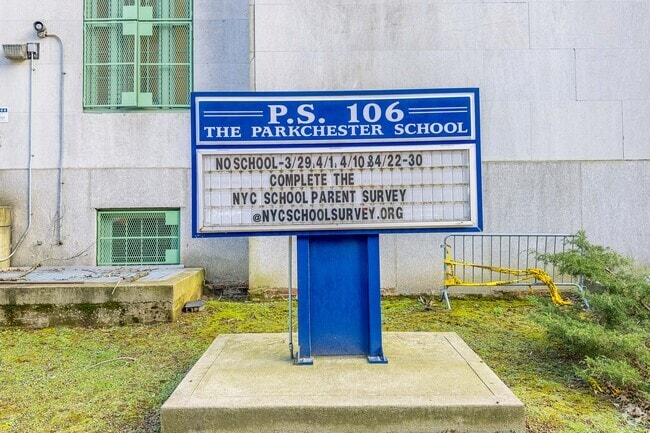 P.S. 106
THE PARKCHESTER SCHOOL
NO SCHOOL-3/29,4/1, 4/10 &4/22-30
COMPLETE THE
NYC SCHOOL PARENT SURVEY
@NYCSCHOOLSURVEY.ORG